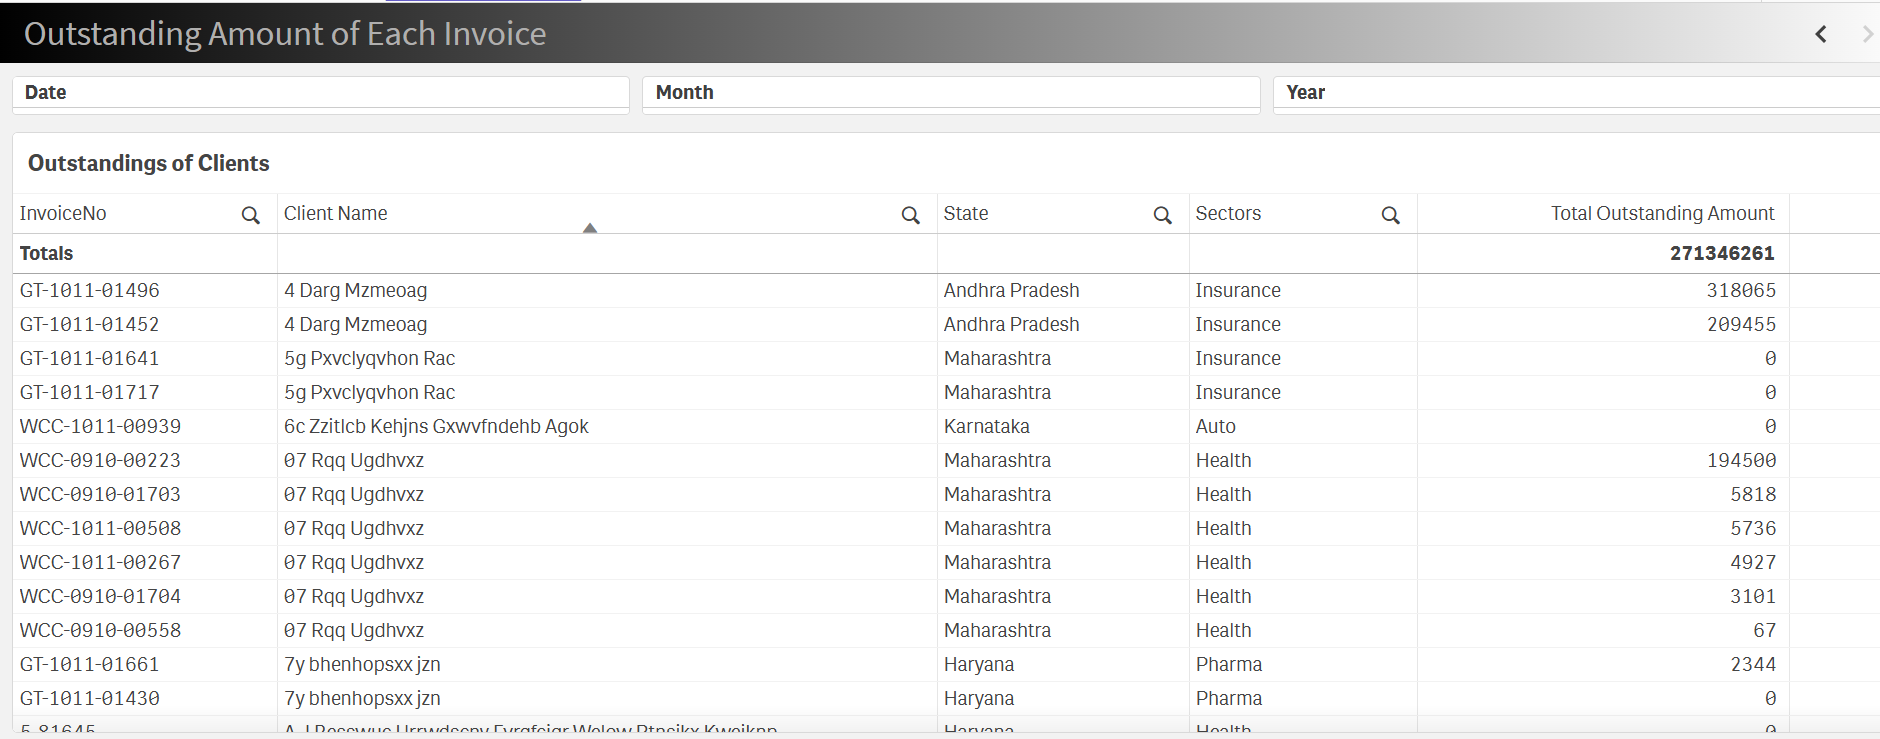 Outstanding Amount of Each Invoice
Date Month Year
Outstandings of Clients
InvoiceNo Client Name State Sectors Total Outstanding Amount
Totals 271346261
GT-1011-01496 4 Darg Mzmeoag Andhra Pradesh Insurance 318065
GT-1011-01452 4 Darg Mzmeoag Andhra Pradesh Insurance 209455
GT-1011-01641 5g Pxvclyqvhon Rac Maharashtra Insurance 0
GT-1011-01717 5g Pxvclyqvhon Rac Maharashtra Insurance 0
WCC-1011-00939 6c Zzitlcb Kehjns Gxwvfndehb Agok Karnataka Auto 0
WCC-0910-00223 07 Rqq Ugdhvxz Maharashtra Health 194500
WCC-0910-01703 07 Rqq Ugdhvxz Maharashtra Health 5818
WCC-1011-00508 07 Rqq Ugdhvxz Maharashtra Health 5736
WCC-1011-00267 07 Rqq Ugdhvxz Maharashtra Health 4927
WCC-0910-01704 07 Rqq Ugdhvxz Maharashtra Health 3101
WCC-0910-00558 07 Rqq Ugdhvxz Maharashtra Health 67
GT-1011-01661 7y bhenhopsxx jzn Haryana Pharma 2344
GT-1011-01430 7y bhenhopsxx jzn Haryana Pharma 0
Haryana Health 0